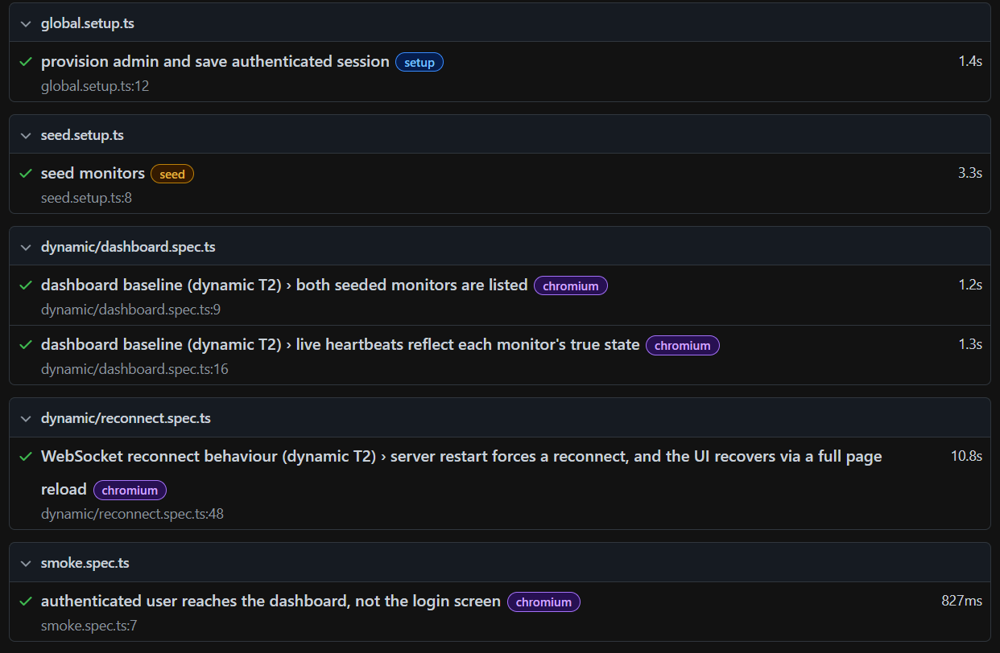 global.setup.ts
provision admin and save authenticated session setup 1.4s
global.setup.ts:12
seed.setup.ts
seed monitors seed 3.3s
seed.setup.ts:8
dynamic/dashboard.spec.ts
dashboard baseline (dynamic T2) › both seeded monitors are listed chromium 1.2s
dynamic/dashboard.spec.ts:9
dashboard baseline (dynamic T2) › live heartbeats reflect each monitor's true state chromium 1.3s
dynamic/dashboard.spec.ts:16
dynamic/reconnect.spec.ts
WebSocket reconnect behaviour (dynamic T2) › server restart forces a reconnect, and the UI recovers via a full page 10.8s
reload chromium
dynamic/reconnect.spec.ts:48
smoke.spec.ts
authenticated user reaches the dashboard, not the login screen chromium 827ms
smoke.spec.ts:7